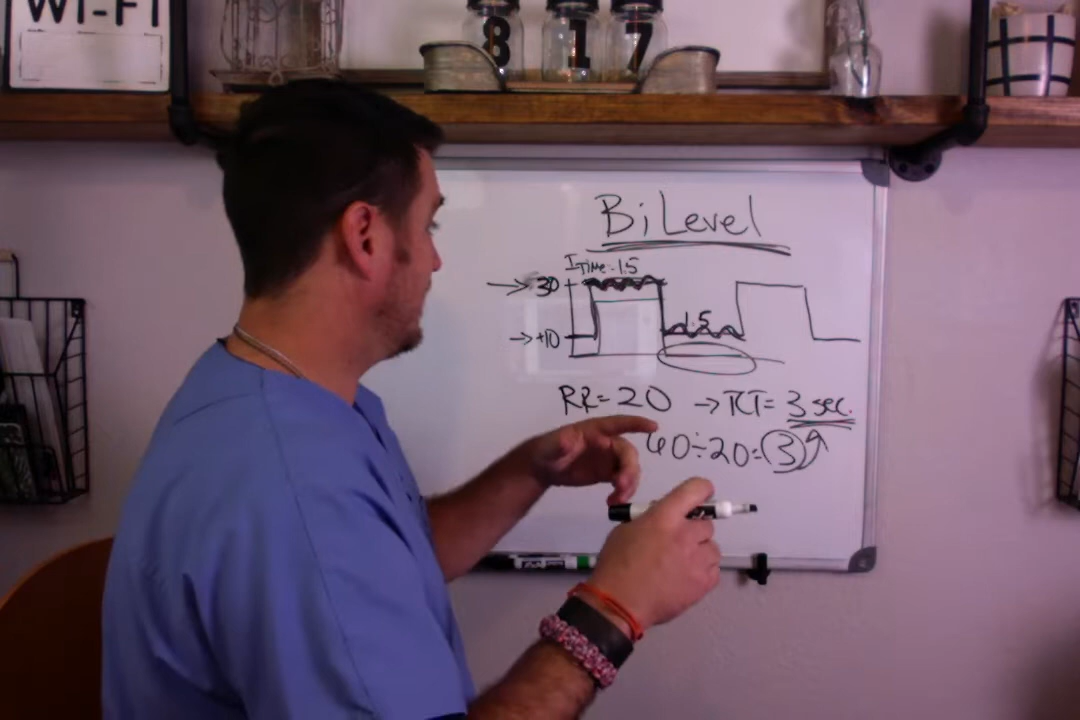 WI-FI
8 1 7
BiLevel
I TIME = 1.5
→ 30
1.5
→ +10
RR = 20 → TCT = 3 sec.
60 ÷ 20 = 3